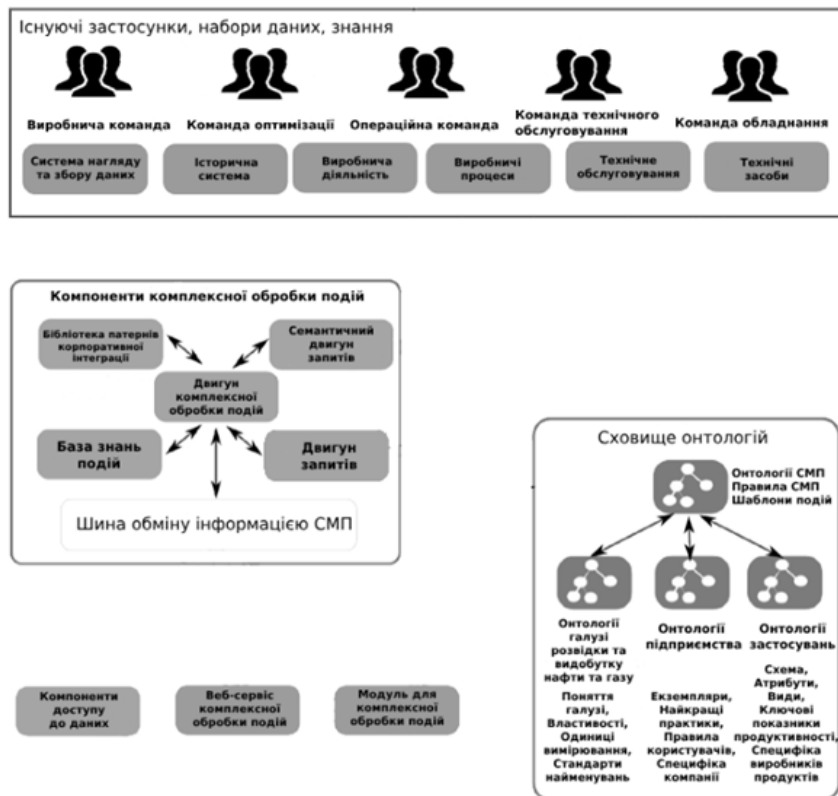 Існуючі застосунки, набори даних, знання
Виробнича команда
Команда оптимізації
Операційна команда
Команда технічного
обслуговування
Команда обладнання
Система нагляду
та збору даних
Історична
система
Виробнича
діяльність
Виробничі
процеси
Технічне
обслуговування
Технічні
засоби
Компоненти комплексної обробки подій
Бібліотека патернів
корпоративної
інтеграції
Семантичний
двигун
запитів
Двигун
комплексної
обробки подій
База знань
подій
Двигун
запитів
Шина обміну інформацією СМП
Сховище онтологій
Онтології СМП
Правила СМП
Шаблони подій
Онтології
галузі
розвідки та
видобутку
нафти та газу
Поняття
галузі,
Властивості,
Одиниці
вимірювання,
Стандарти
найменувань
Онтології
підприємства
Екземпляри,
Найкращі
практики,
Правила
користувачів,
Специфіка
компанії
Онтології
застосувань
Схема,
Атрибути,
Види,
Ключові
показники
продуктивності,
Специфіка
виробників
продуктів
Компоненти
доступу
до даних
Веб-сервіс
комплексної
обробки подій
Модуль для
комплексної
обробки подій